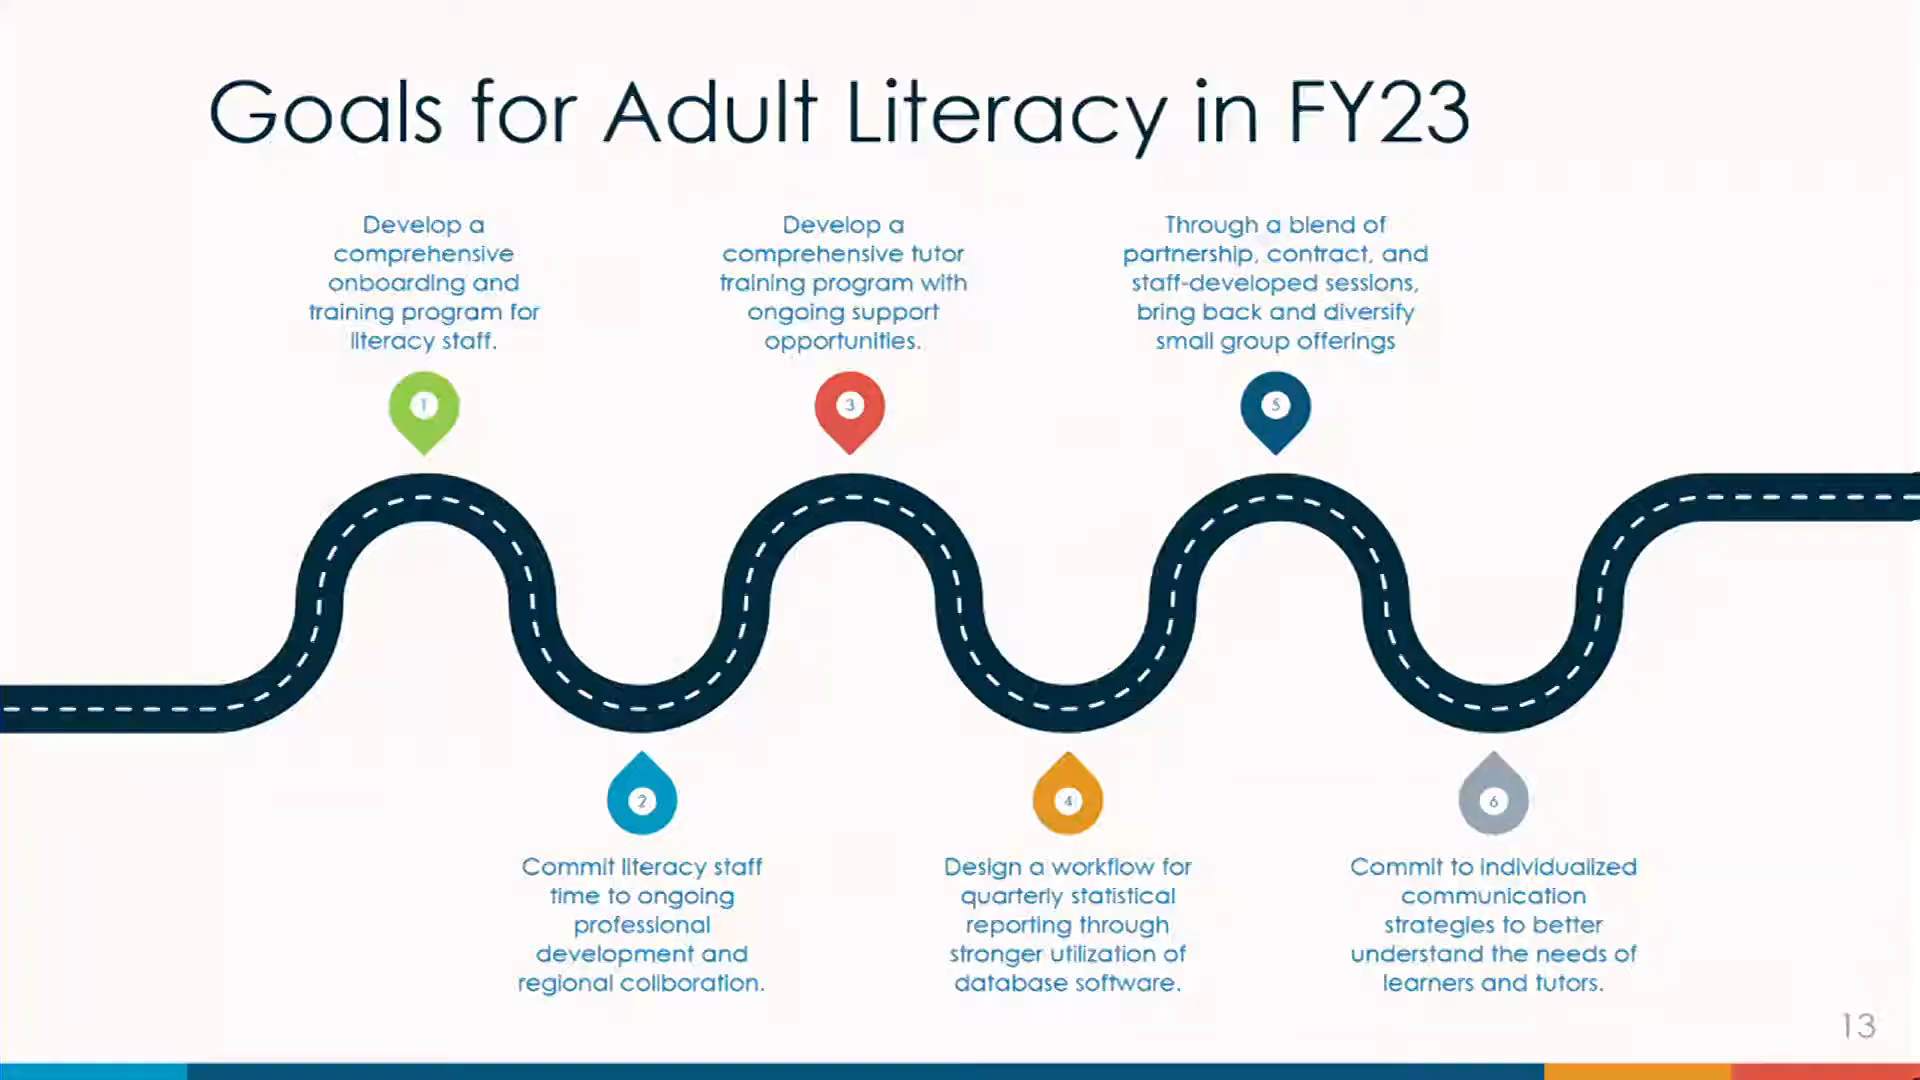 Goals for Adult Literacy in FY23
Develop a
comprehensive
onboarding and
training program for
literacy staff.
1
Commit literacy staff
time to ongoing
professional
development and
regional collboration.
2
Develop a
comprehensive tutor
training program with
ongoing support
opportunities.
3
Design a workflow for
quarterly statistical
reporting through
stronger utilization of
database software.
4
Through a blend of
partnership, contract, and
staff-developed sessions,
bring back and diversify
small group offerings
5
Commit to individualized
communication
strategies to better
understand the needs of
learners and tutors.
6
13